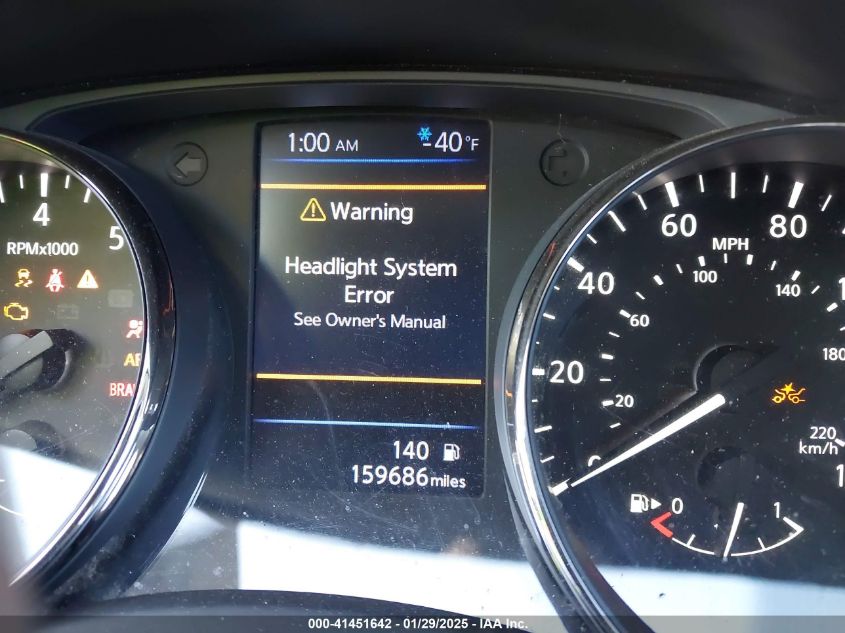 1:00 AM -40°F
Warning
Headlight System
Error
See Owner's Manual
140
159686 miles
4
5
RPMx1000
BRA
20
40
60
80
MPH
20
60
100
140
180
220
km/h
0
1
000-41451642 - 01/29/2025 - IAA Inc.